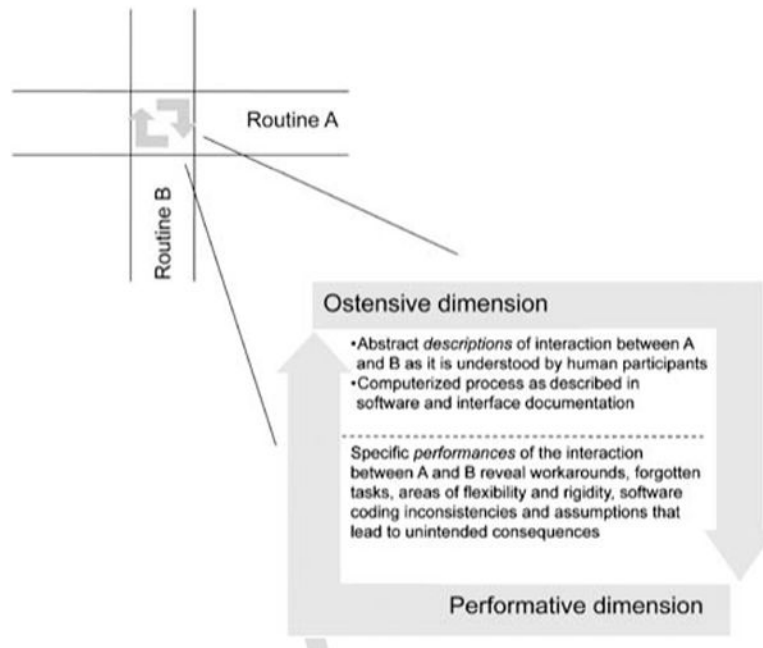 Routine A
Routine B
Ostensive dimension
•Abstract descriptions of interaction between A
and B as it is understood by human participants
•Computerized process as described in
software and interface documentation
Specific performances of the interaction
between A and B reveal workarounds, forgotten
tasks, areas of flexibility and rigidity, software
coding inconsistencies and assumptions that
lead to unintended consequences
Performative dimension